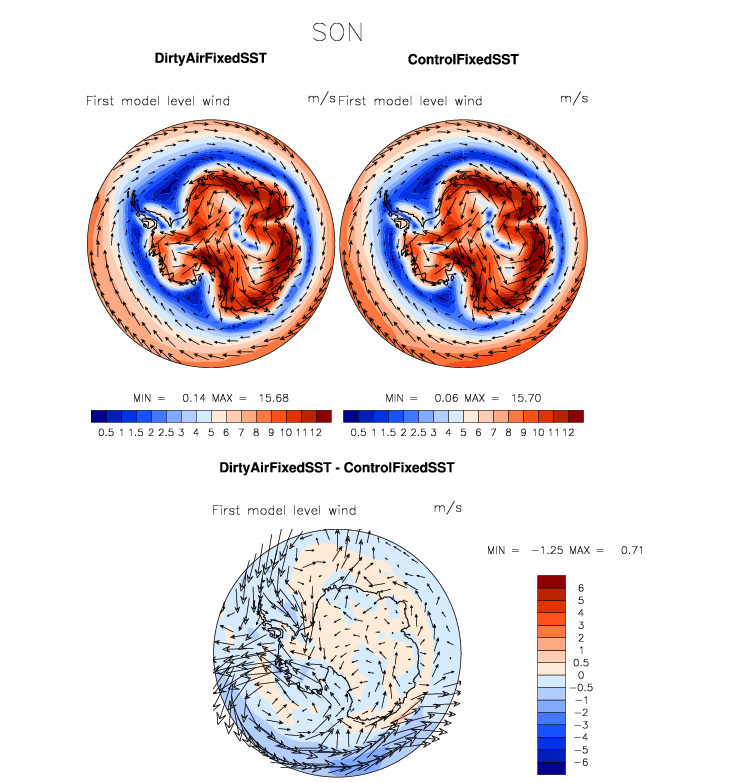 SON
DirtyAirFixedSST ControlFixedSST
First model level wind m/s First model level wind m/s
MIN = 0.14 MAX = 15.68 MIN = 0.06 MAX = 15.70
0.5 1 1.5 2 2.5 3 4 5 6 7 8 9 10 11 12 0.5 1 1.5 2 2.5 3 4 5 6 7 8 9 10 11 12
DirtyAirFixedSST - ControlFixedSST
First model level wind m/s
MIN = -1.25 MAX = 0.71
6
5
4
3
2
1
0.5
0
-0.5
-1
-2
-3
-4
-5
-6